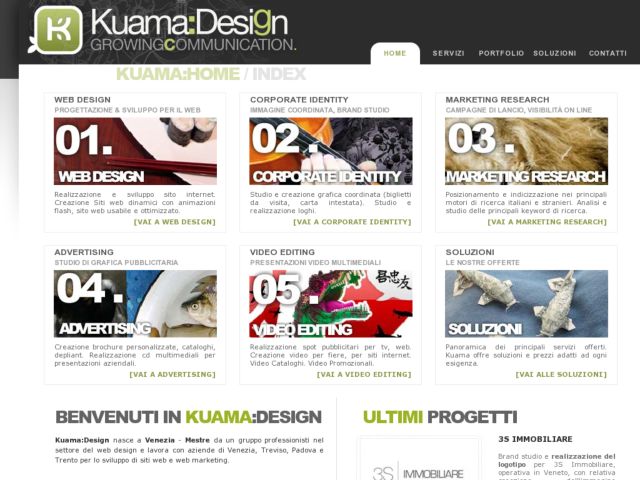 Kuama:Design
GROWINGCOMMUNICATION.
HOME SERVIZI PORTFOLIO SOLUZIONI CONTATTI
KUAMA:HOME / INDEX
WEB DESIGN
PROGETTAZIONE & SVILUPPO PER IL WEB
01.
WEB DESIGN
Realizzazione e sviluppo sito internet.
Creazione Siti web dinamici con animazioni
flash, sito web usabile e ottimizzato.
[VAI A WEB DESIGN]
CORPORATE IDENTITY
IMMAGINE COORDINATA, BRAND STUDIO
02.
CORPORATE IDENTITY
Studio e creazione grafica coordinata (biglietti
da visita, carta intestata). Studio e
realizzazione loghi.
[VAI A CORPORATE IDENTITY]
MARKETING RESEARCH
CAMPAGNE DI LANCIO, VISIBILITÀ ON LINE
03.
MARKETING RESEARCH
Posizionamento e indicizzazione nei principali
motori di ricerca italiani e stranieri. Analisi e
studio delle principali keyword di ricerca.
[VAI A MARKETING RESEARCH]
ADVERTISING
STUDIO DI GRAFICA PUBBLICITARIA
04.
ADVERTISING
Creazione brochure personalizzate, cataloghi,
depliant. Realizzazione cd multimediali per
presentazioni aziendali.
[VAI A ADVERTISING]
VIDEO EDITING
PRESENTAZIONI VIDEO MULTIMEDIALI
05.
昌忠
友
VIDEO EDITING
Realizzazione spot pubblicitari per tv, web.
Creazione video per fiere, per siti internet.
Video Cataloghi. Video Promozionali.
[VAI A VIDEO EDITING]
SOLUZIONI
LE NOSTRE OFFERTE
SOLUZIONI
Panoramica dei principali servizi offerti.
Kuama offre soluzioni e prezzi adatti ad ogni
esigenza.
[VAI ALLE SOLUZIONI]
BENVENUTI IN KUAMA:DESIGN
Kuama:Design nasce a Venezia - Mestre da un gruppo professionisti nel
settore del web design e lavora con aziende di Venezia, Treviso, Padova e
Trento per lo sviluppo di siti web e web marketing.
ULTIMI PROGETTI
3S IMMOBILIARE
3S IMMOBILIARE
Brand studio e realizzazione del
logotipo per 3S Immobiliare,
operativa in Veneto, con relativa